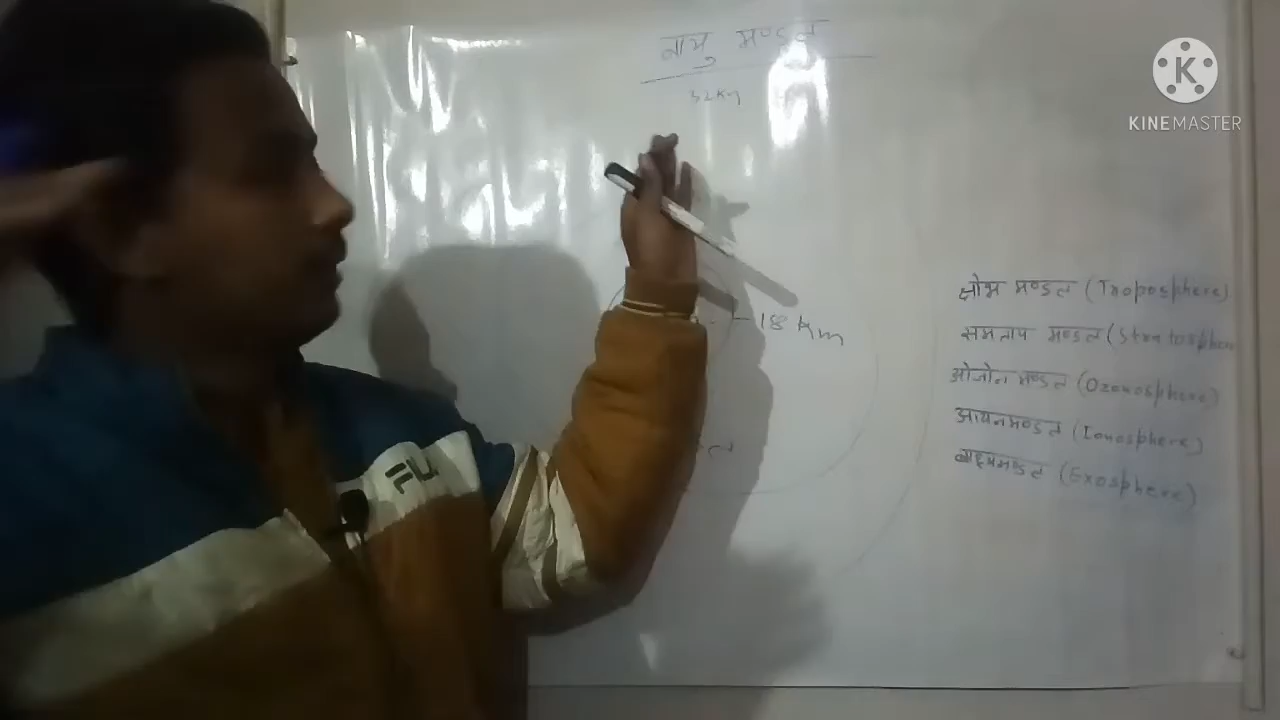 वायु मण्डल
32Km
K
KINEMASTER
18 Km
क्षोभ मण्डल (Troposphere)
समताप मण्डल (Stratosphere
ओजोन मण्डल (Ozonosphere)
आयनमण्डल (Ionosphere)
बाह्यमण्डल (Exosphere)
FILA